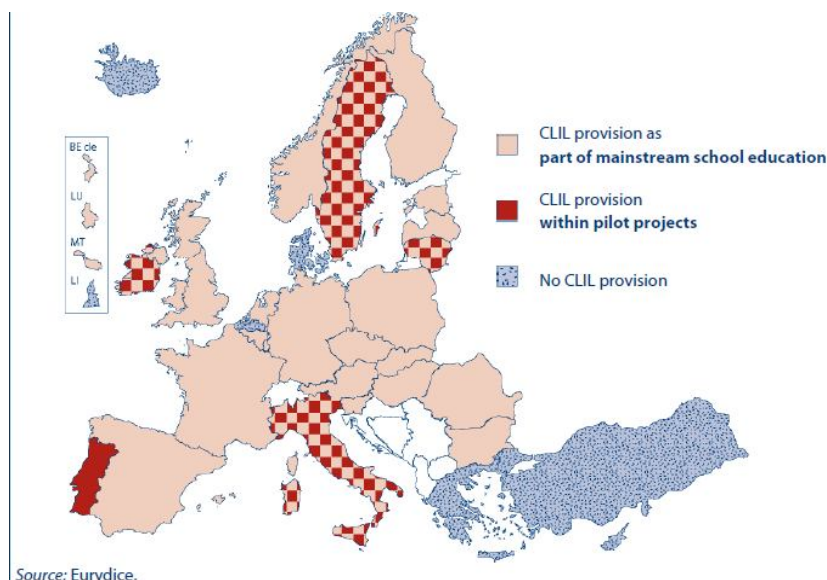 BE cle
LU
MT
LI
CLIL provision as
part of mainstream school education
CLIL provision
within pilot projects
No CLIL provision
Source: Eurydice.